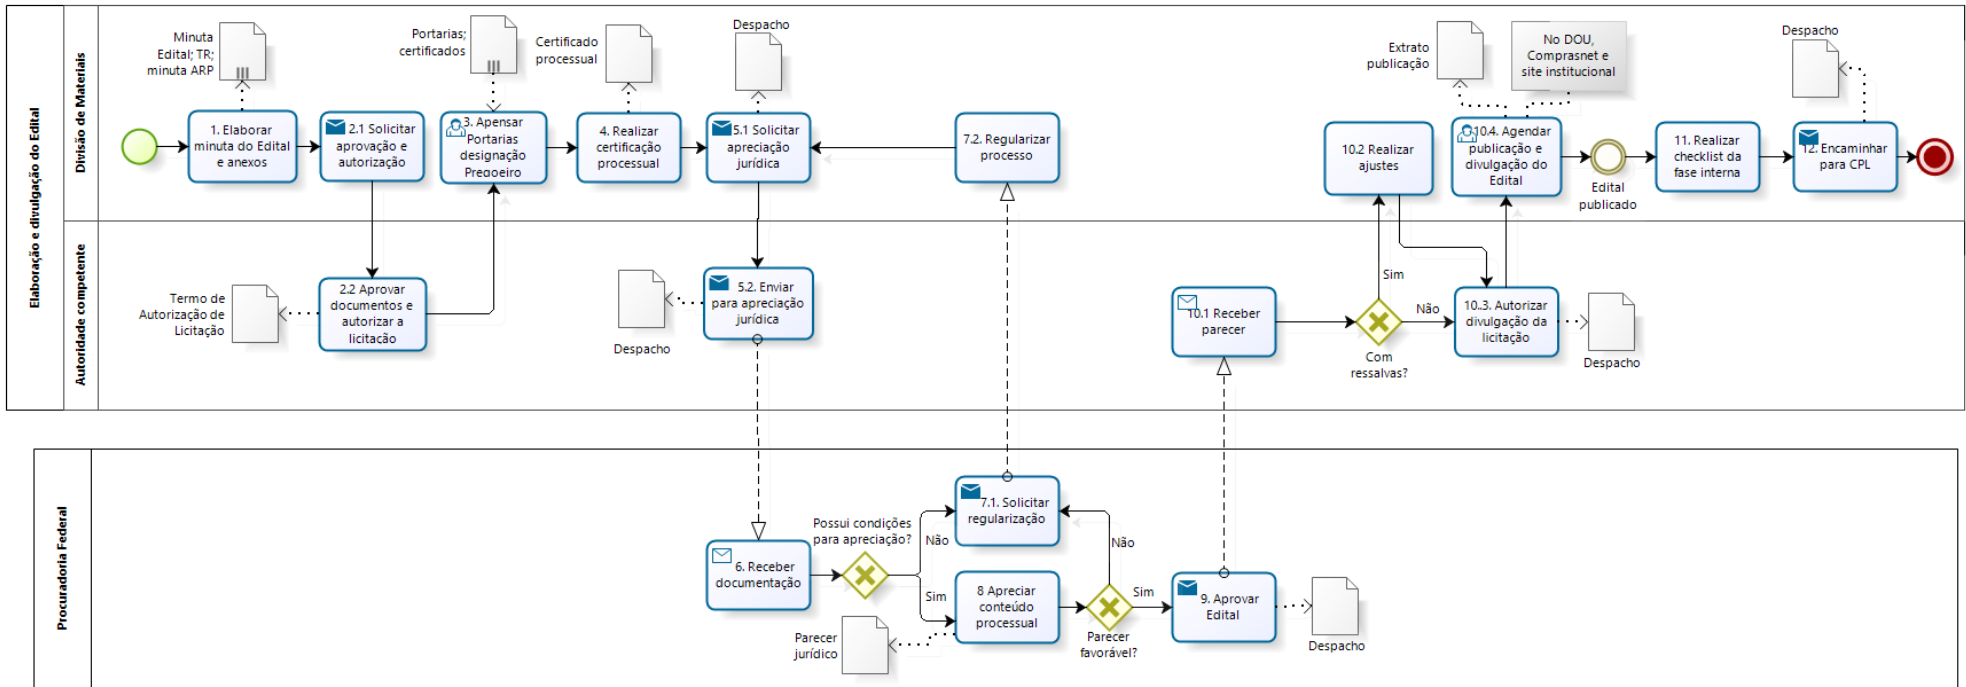 Elaboração e divulgação do Edital
Divisão de Materiais
Minuta
Edital; TR;
minuta ARP
Portarias;
certificados
Certificado
processual
Despacho
Extrato
publicação
No DOU,
Comprasnet e
site institucional
Despacho
1. Elaborar
minuta do Edital
e anexos
2.1 Solicitar
aprovação e
autorização
3. Apensar
Portarias
designação
Pregoeiro
4. Realizar
certificação
processual
5.1 Solicitar
apreciação
jurídica
7.2. Regularizar
processo
10.2 Realizar
ajustes
10.4. Agendar
publicação e
divulgação do
Edital
Edital
publicado
11. Realizar
checklist da
fase interna
12. Encaminhar
para CPL
Autoridade competente
Termo de
Autorização de
Licitação
2.2 Aprovar
documentos e
autorizar a
licitação
Despacho
5.2. Enviar
para apreciação
jurídica
10.1 Receber
parecer
Sim
Não
Com
ressalvas?
10.3. Autorizar
divulgação da
licitação
Despacho
Procuradoria Federal
6. Receber
documentação
Possui condições
para apreciação?
Não
Sim
7.1. Solicitar
regularização
8 Apreciar
conteúdo
processual
Parecer
jurídico
Não
Sim
Parecer
favorável?
9. Aprovar
Edital
Despacho